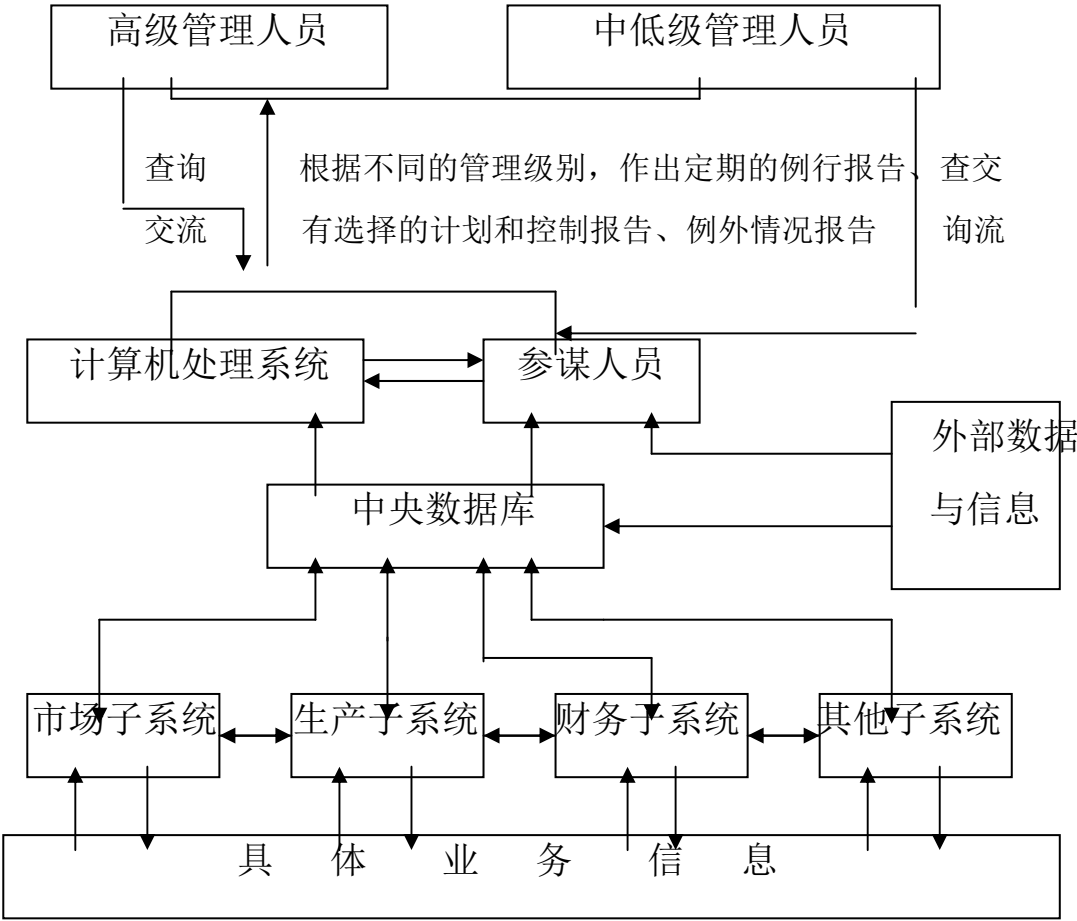 高级管理人员
中低级管理人员
查询
交流
根据不同的管理级别，作出定期的例行报告、
有选择的计划和控制报告、例外情况报告
查交
询流
计算机处理系统
参谋人员
外部数据
与信息
中央数据库
市场子系统
生产子系统
财务子系统
其他子系统
具 体 业 务 信 息